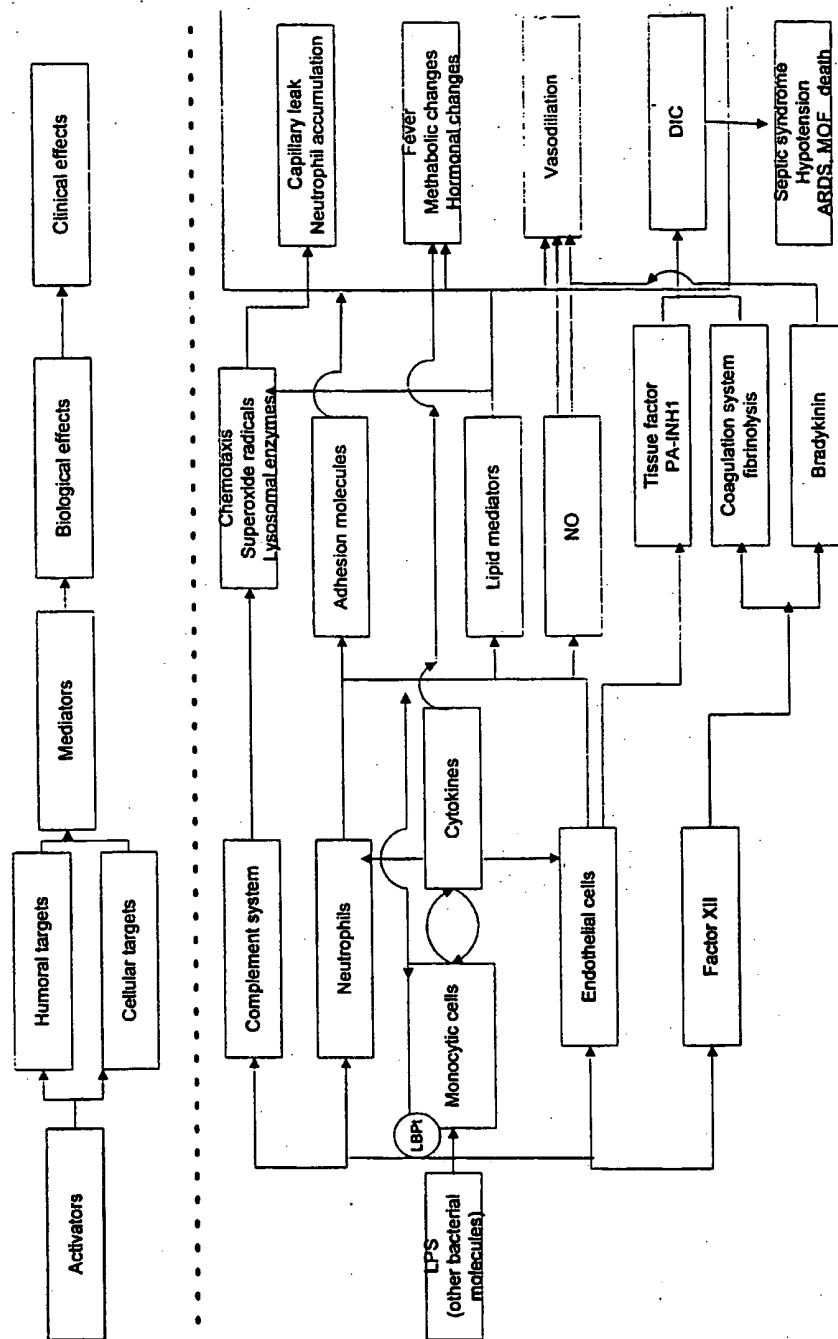 Activators
Humoral targets
Cellular targets
Mediators
Biological effects
Clinical effects
LPS
(other bacterial
molecules)
LBPt
Complement system
Neutrophils
Monocytic cells
Endothelial cells
Factor XII
Cytokines
Chemotaxis
Superoxide radicals
Lysosomal enzymes
Adhesion molecules
Lipid mediators
NO
Tissue factor
PA-INH1
Coagulation system
fibrinolysis
Bradykinin
Capillary leak
Neutrophil accumulation
Fever
Methabolic changes
Hormonal changes
Vasodiliation
DIC
Septic syndrome
Hypotension
ARDS, MOF death